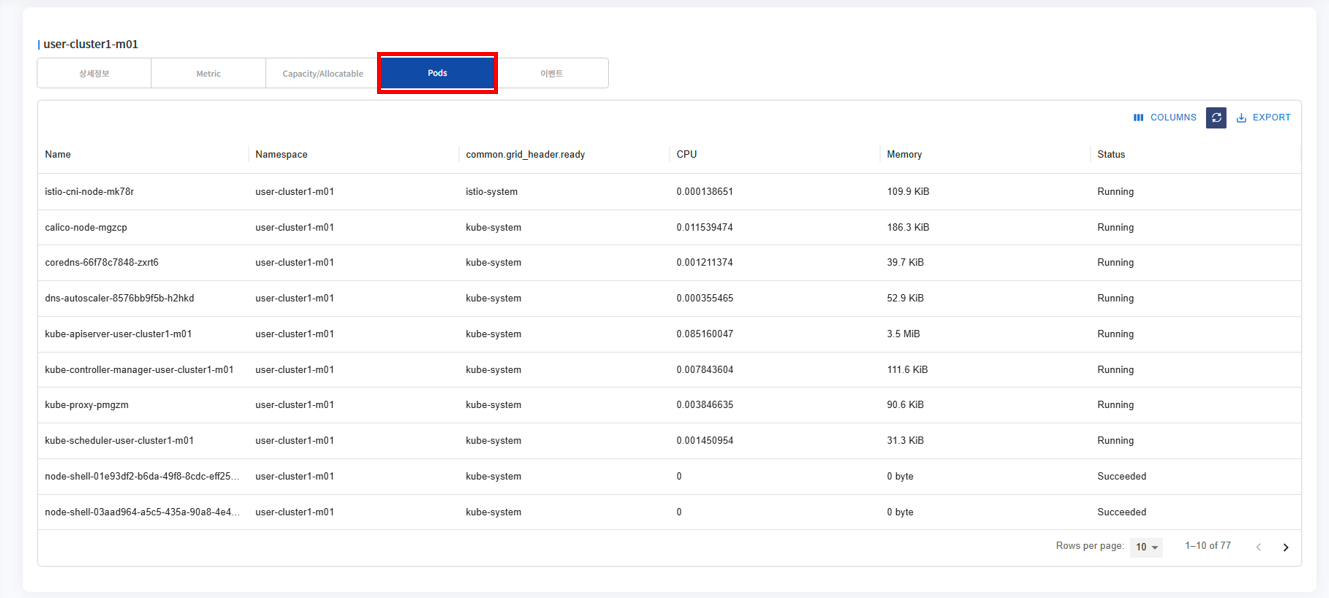 user-cluster1-m01
상세정보 Metric Capacity/Allocatable Pods 이벤트
COLUMNS EXPORT
Name Namespace common.grid_header.ready CPU Memory Status
istio-cni-node-mk78r user-cluster1-m01 istio-system 0.000138651 109.9 KiB Running
calico-node-mgzcp user-cluster1-m01 kube-system 0.011539474 186.3 KiB Running
coredns-66f78c7848-zxrt6 user-cluster1-m01 kube-system 0.001211374 39.7 KiB Running
dns-autoscaler-8576bb9f5b-h2hkd user-cluster1-m01 kube-system 0.000355465 52.9 KiB Running
kube-apiserver-user-cluster1-m01 user-cluster1-m01 kube-system 0.085160047 3.5 MiB Running
kube-controller-manager-user-cluster1-m01 user-cluster1-m01 kube-system 0.007843604 111.6 KiB Running
kube-proxy-pmgzm user-cluster1-m01 kube-system 0.003846635 90.6 KiB Running
kube-scheduler-user-cluster1-m01 user-cluster1-m01 kube-system 0.001450954 31.3 KiB Running
node-shell-01e93df2-b6da-49f8-8cdc-eff25... user-cluster1-m01 kube-system 0 0 byte Succeeded
node-shell-03aad964-a5c5-435a-90a8-4e4... user-cluster1-m01 kube-system 0 0 byte Succeeded
Rows per page: 10 1–10 of 77